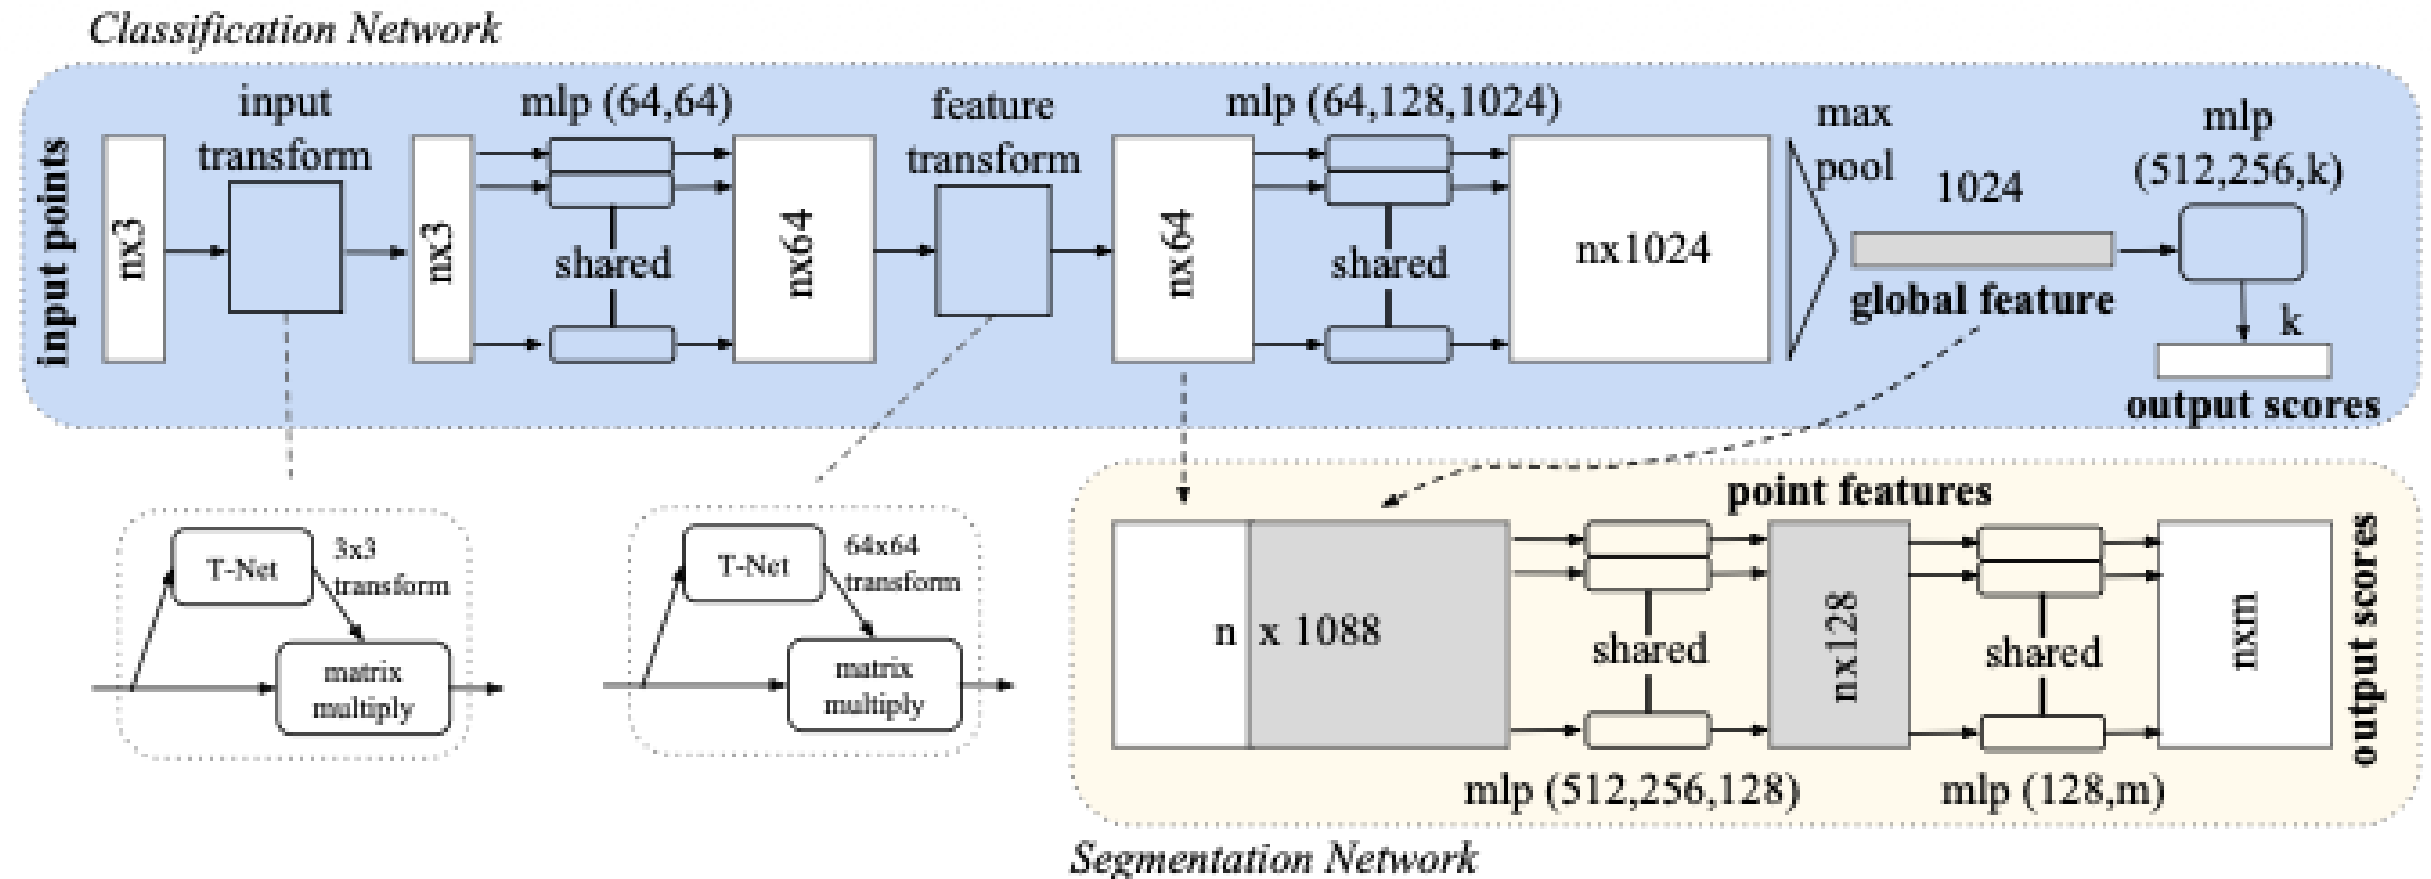 Classification Network
input points
nx3
input
transform
nx3
mlp (64,64)
shared
nx64
feature
transform
nx64
mlp (64,128,1024)
shared
nx1024
max
pool
1024
global feature
mlp
(512,256,k)
k
output scores
T-Net
3x3
transform
matrix
multiply
T-Net
64x64
transform
matrix
multiply
point features
n x 1088
shared
mlp (512,256,128)
nx128
shared
mlp (128,m)
nxm
output scores
Segmentation Network